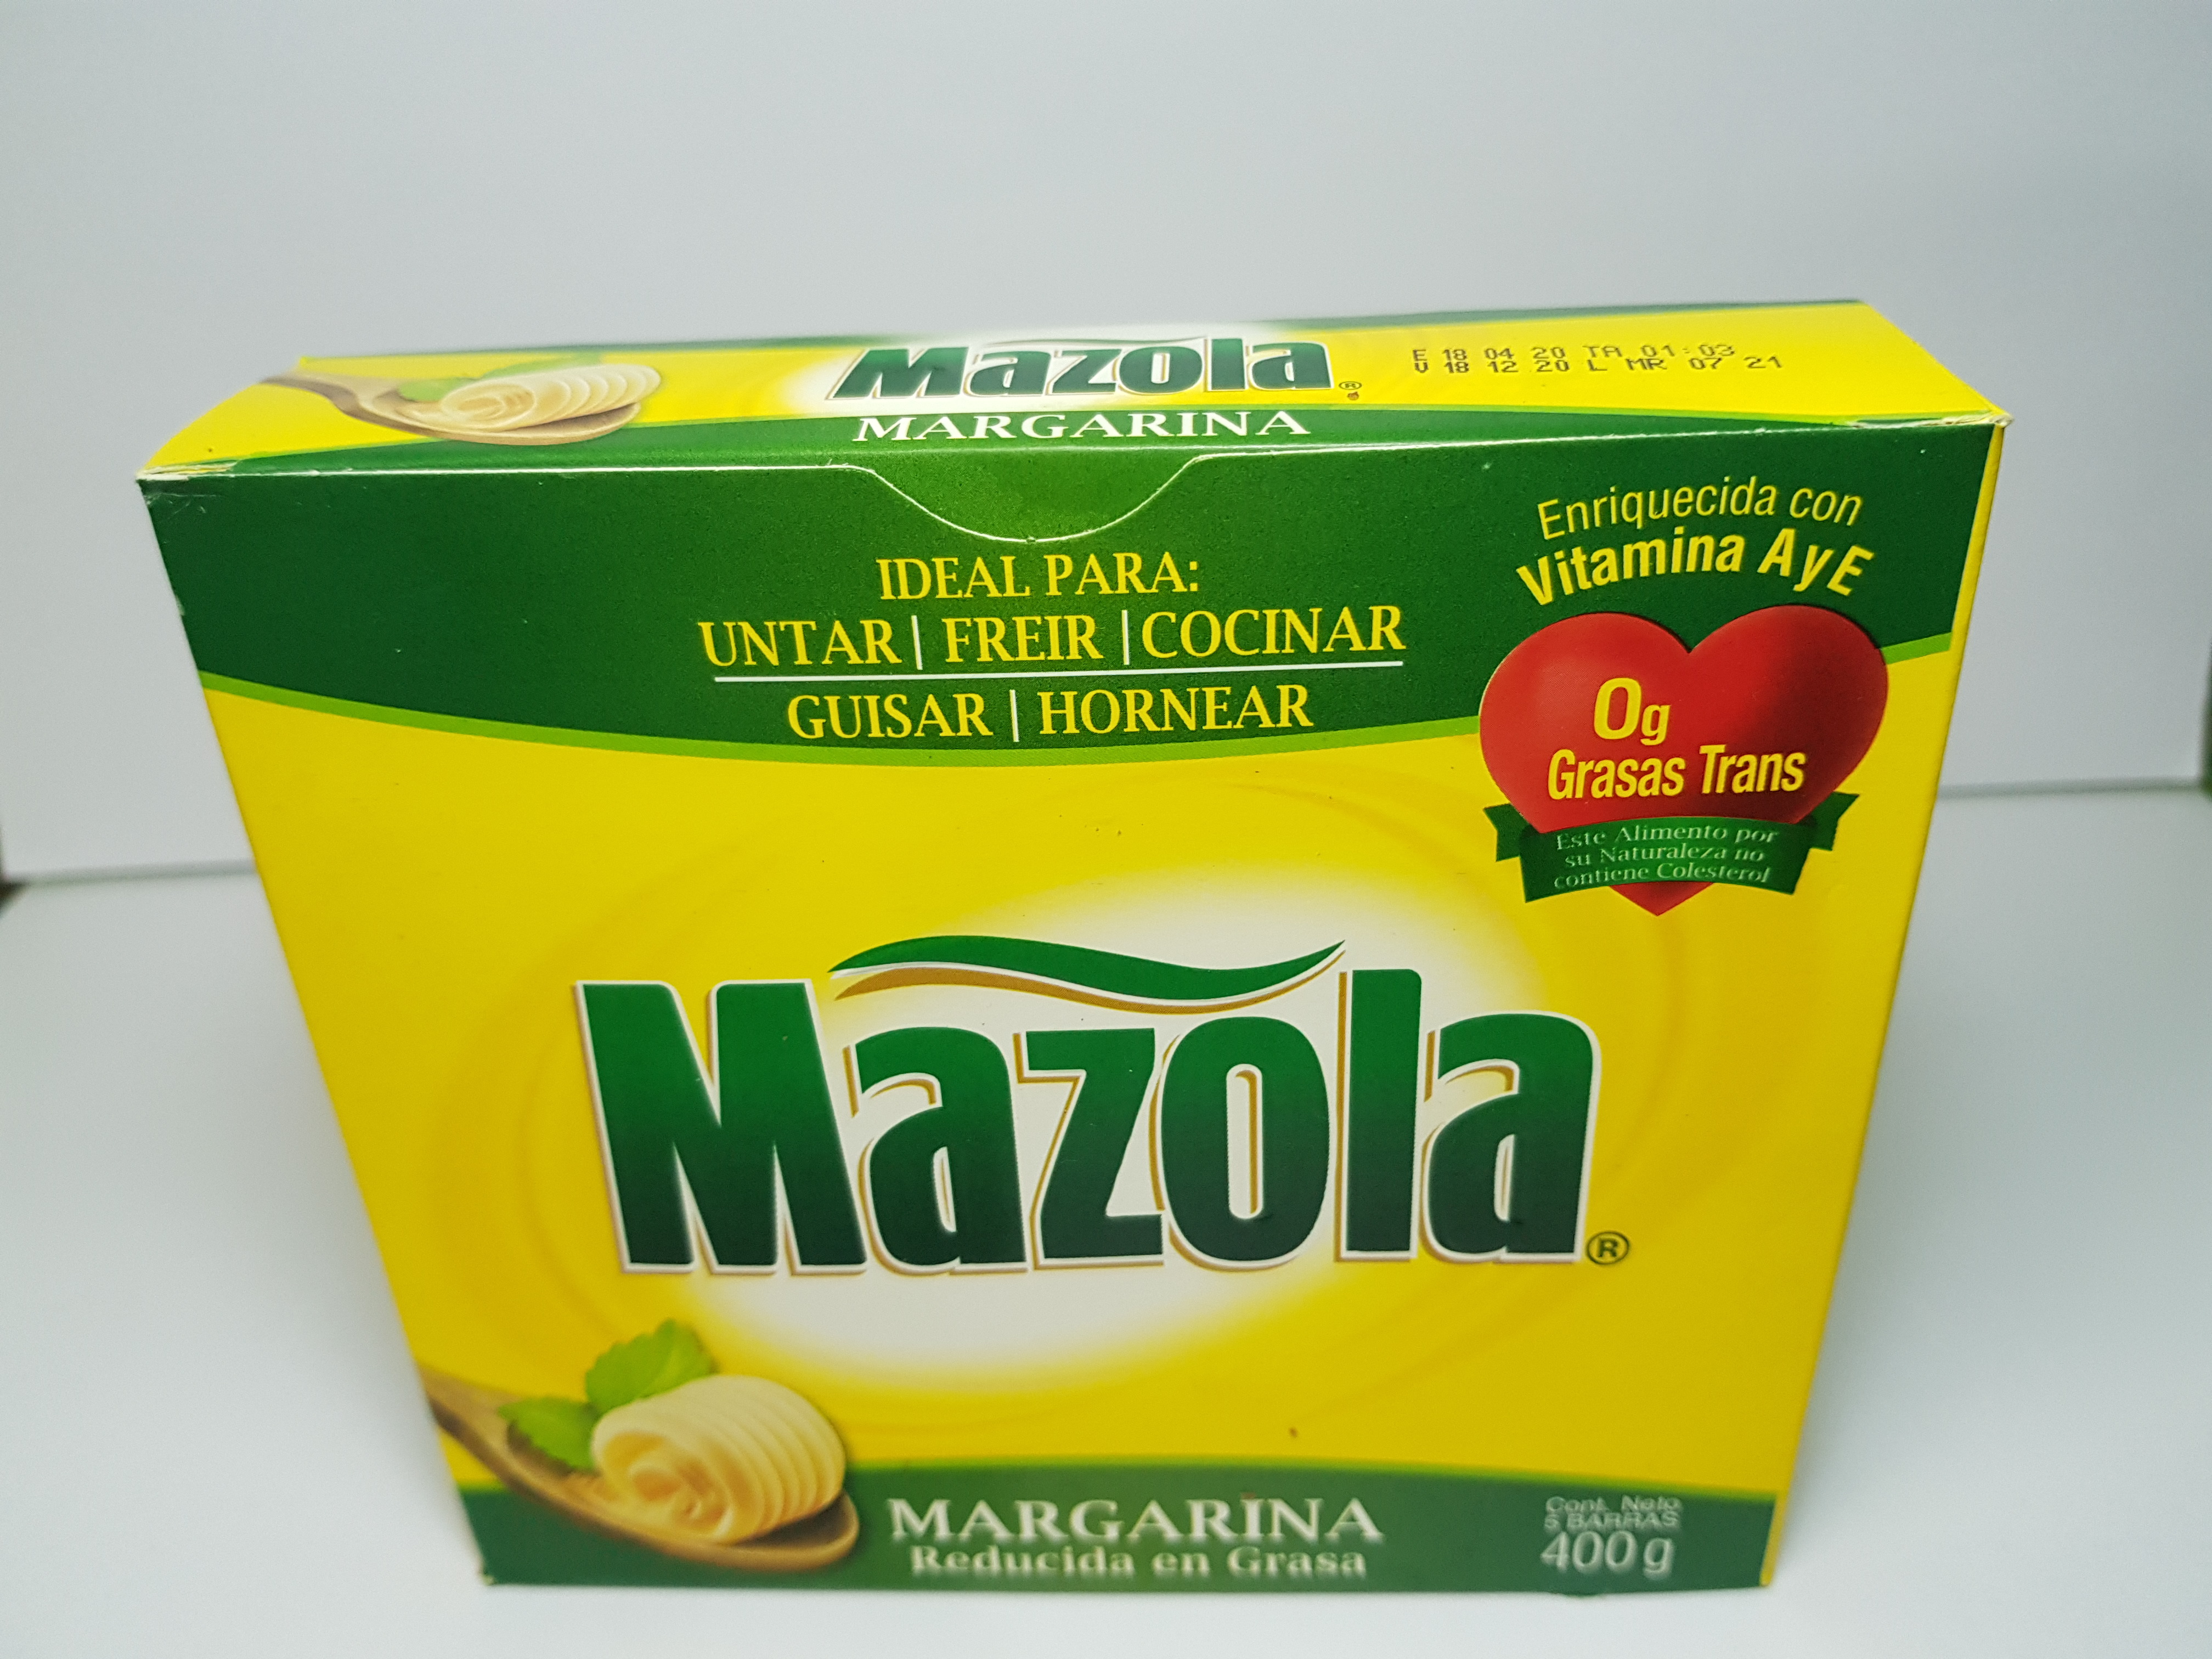 Mazola®
MARGARINA
E 18 04 20 TA 01:03
V 18 12 20 L MR 07 21
IDEAL PARA:
UNTAR | FREIR | COCINAR
GUISAR | HORNEAR
Enriquecida con
Vitamina A y E
0g
Grasas Trans
Este Alimento por
su Naturaleza no
contiene Colesterol
Mazola®
MARGARINA
Reducida en Grasa
Cont. Neto
5 BARRAS
400 g